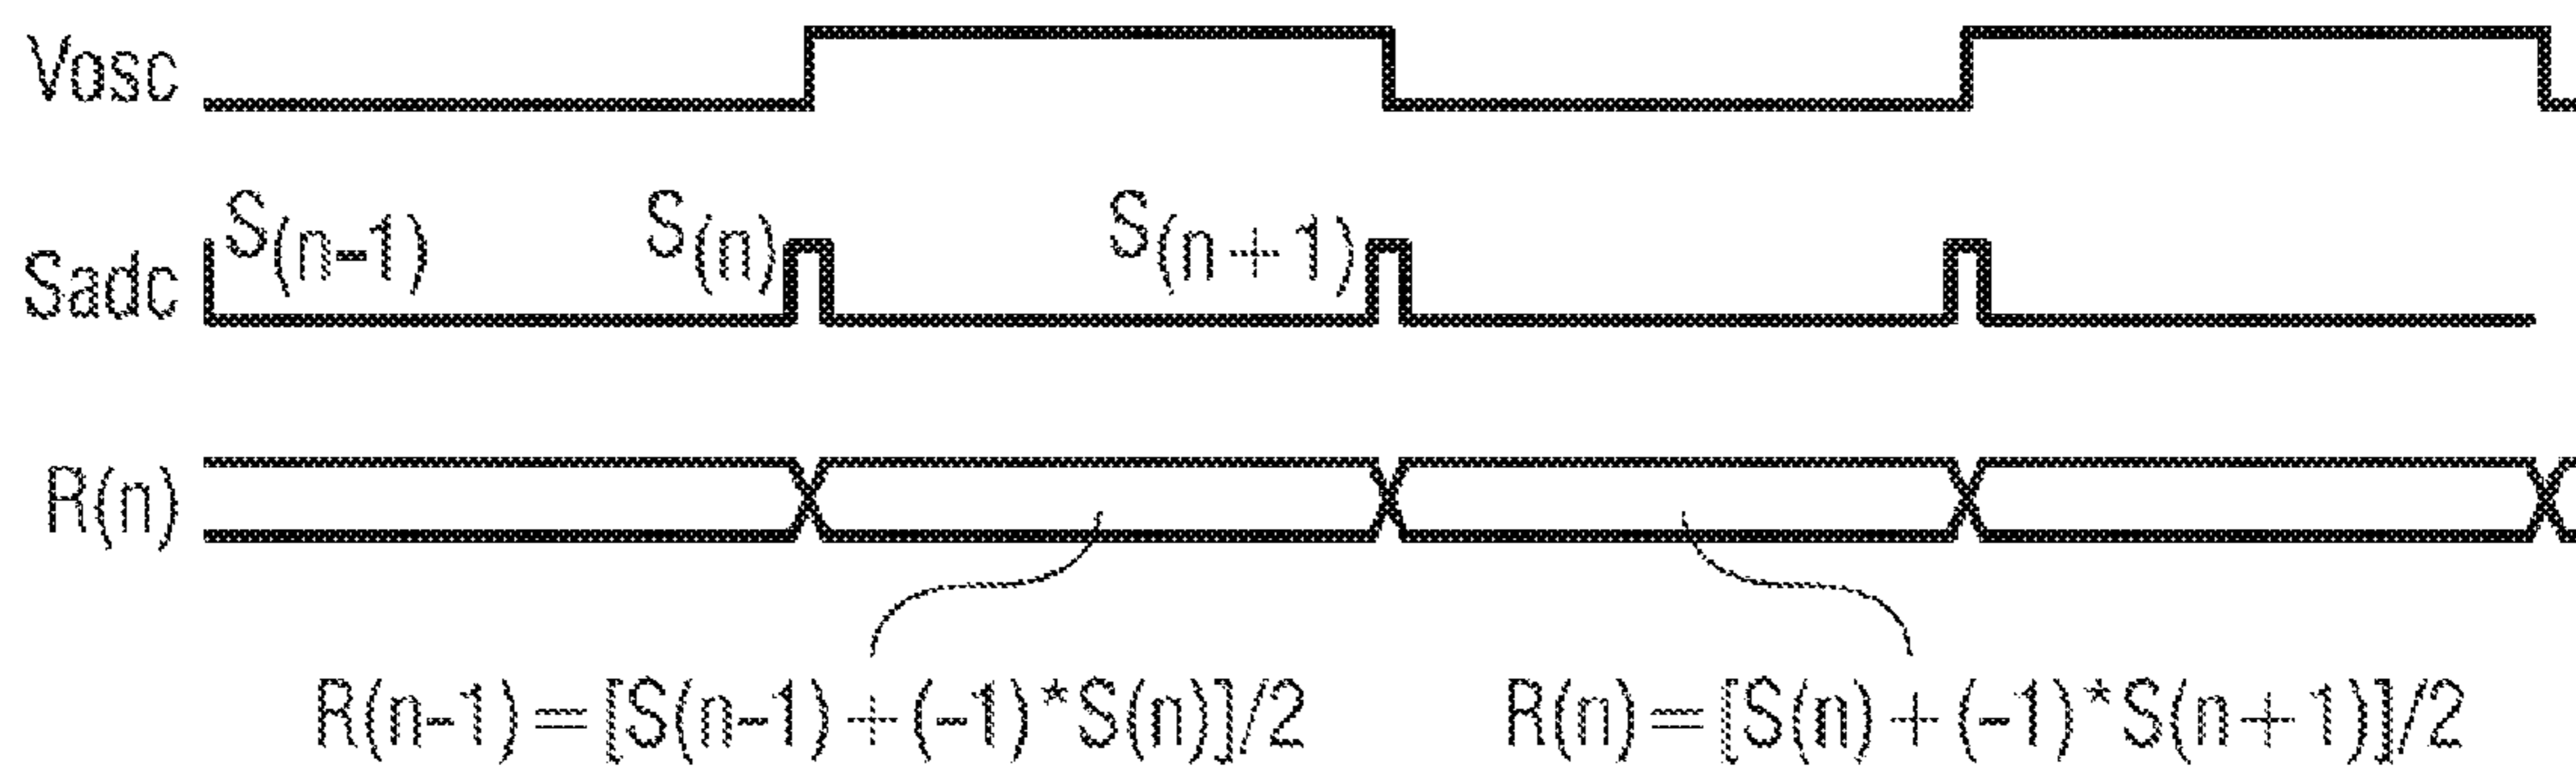 Vosc
Sadc S(n-1) S(n) S(n+1)
R(n)
R(n-1)=[S(n-1)+(-1)*S(n)]/2 R(n)=[S(n)+(-1)*S(n+1)]/2